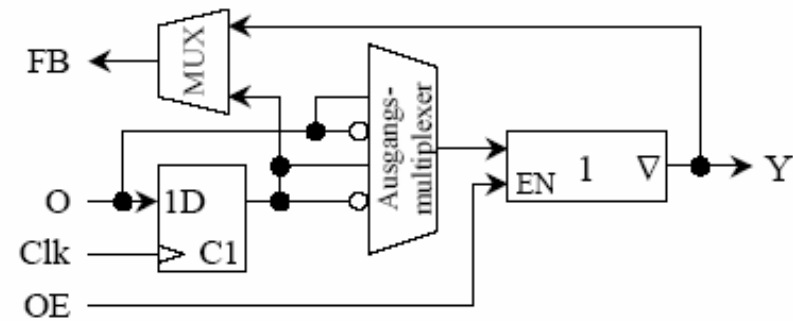 FB
MUX
Ausgangs-
multiplexer
O
1D
C1
Clk
OE
EN
1
∇
Y